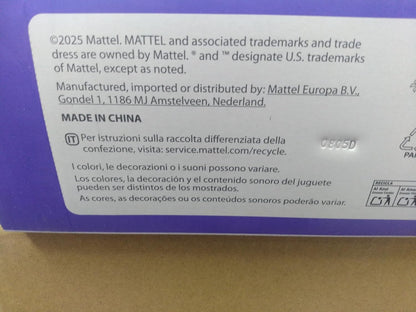 ©2025 Mattel. MATTEL and associated trademarks and trade
dress are owned by Mattel. ® and ™ designate U.S. trademarks
of Mattel, except as noted.
Manufactured, imported or distributed by: Mattel Europa B.V.,
Gondel 1, 1186 MJ Amstelveen, Nederland.
MADE IN CHINA
IT Per istruzioni sulla raccolta differenziata della
confezione, visita: service.mattel.com/recycle.
0805D
I colori, le decorazioni o i suoni possono variare.
Los colores, la decoración y el contenido sonoro del juguete
pueden ser distintos de los mostrados.
As cores, as decorações ou os conteúdos sonoros poderão variar.
RECICLA